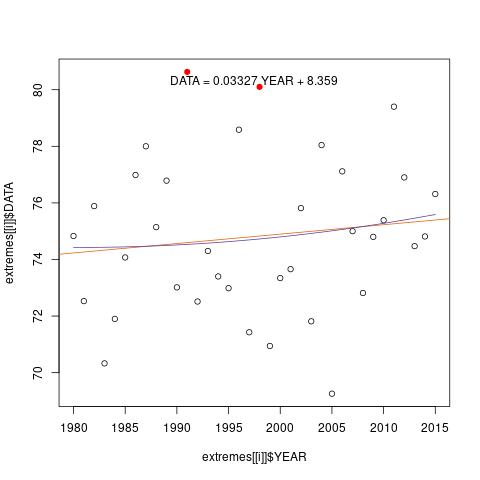 DATA = 0.03327 YEAR + 8.359
80
78
76
74
72
70
extremes[[i]]$DATA
1980 1985 1990 1995 2000 2005 2010 2015
extremes[[i]]$YEAR